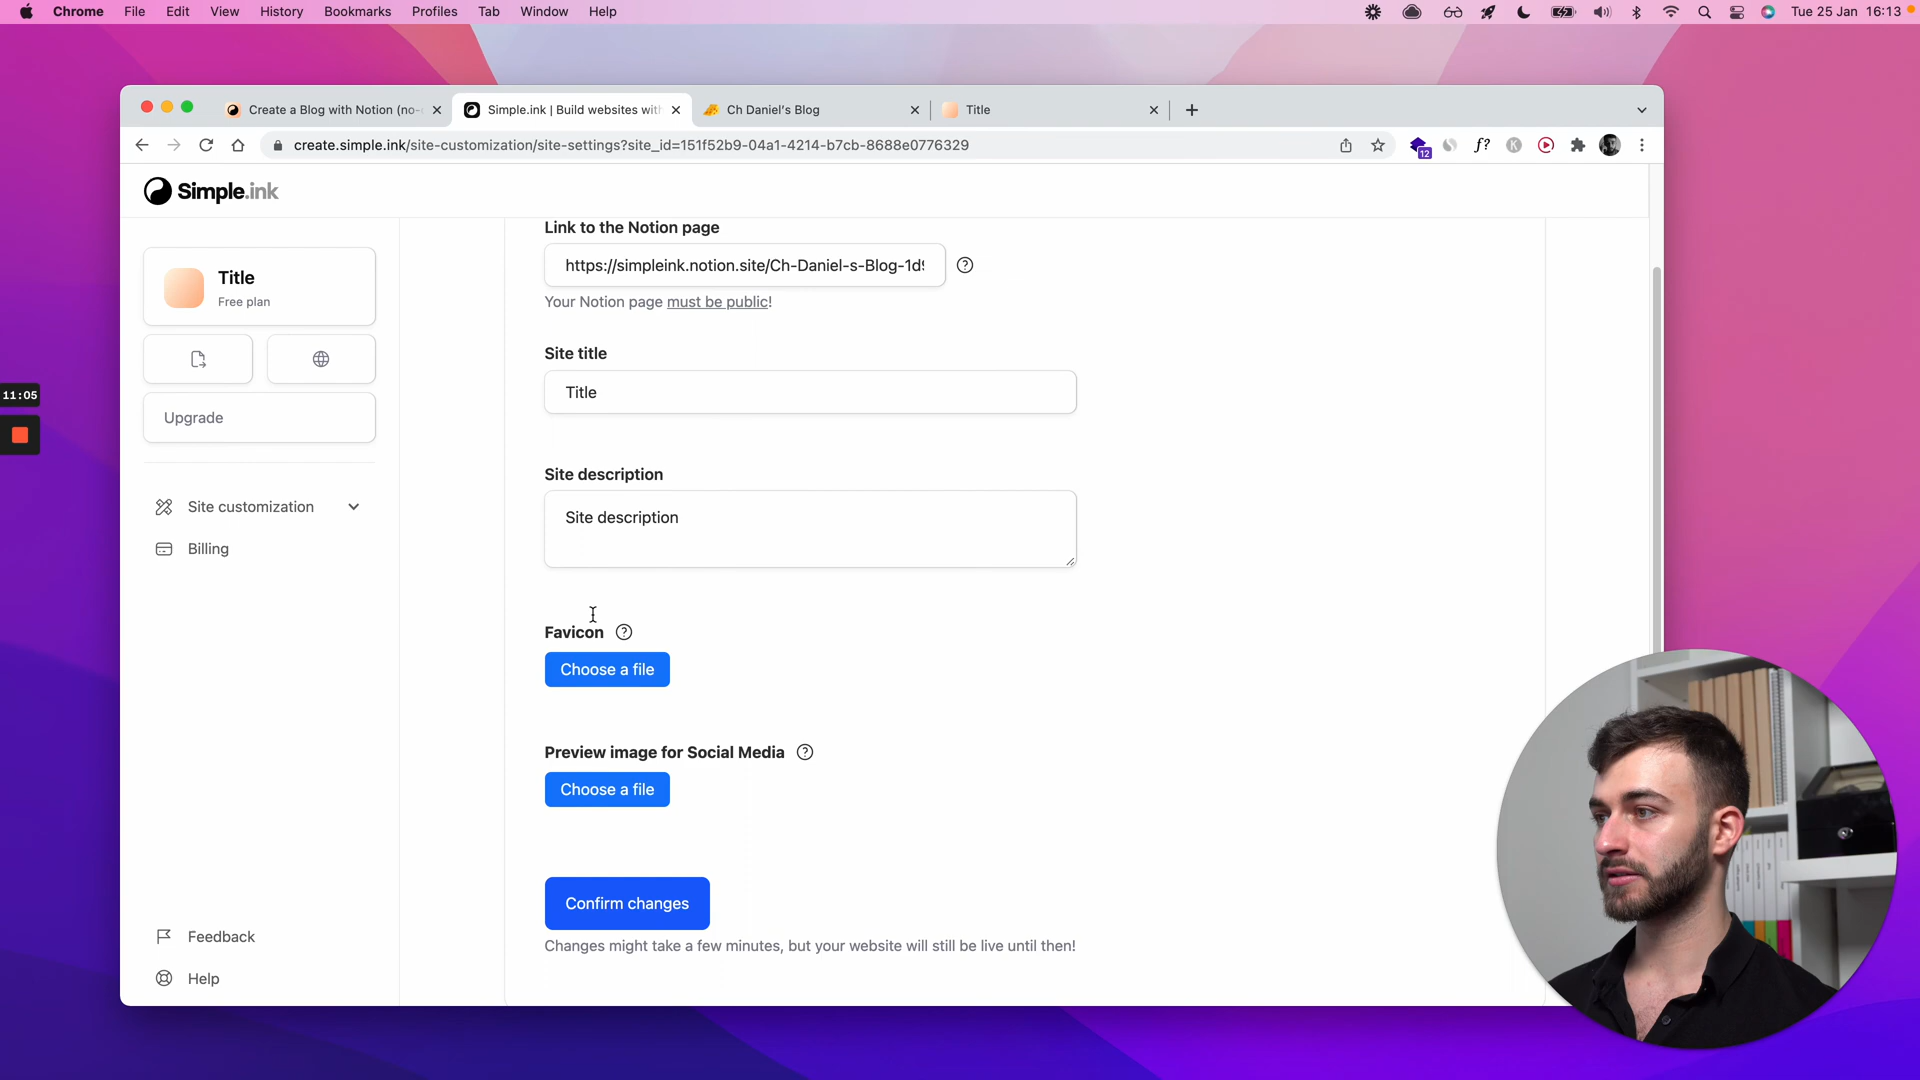 Chrome File Edit View History Bookmarks Profiles Tab Window Help Tue 25 Jan 16:13
Create a Blog with Notion (no-
Simple.ink | Build websites with
Ch Daniel's Blog
Title
create.simple.ink/site-customization/site-settings?site_id=151f52b9-04a1-4214-b7cb-8688e0776329
f?
K
12
Simple.ink
Title
Free plan
Upgrade
Site customization
Billing
Feedback
Help
11:05
Link to the Notion page
https://simpleink.notion.site/Ch-Daniel-s-Blog-1d
Your Notion page must be public!
Site title
Title
Site description
Site description
Favicon
Choose a file
Preview image for Social Media
Choose a file
Confirm changes
Changes might take a few minutes, but your website will still be live until then!